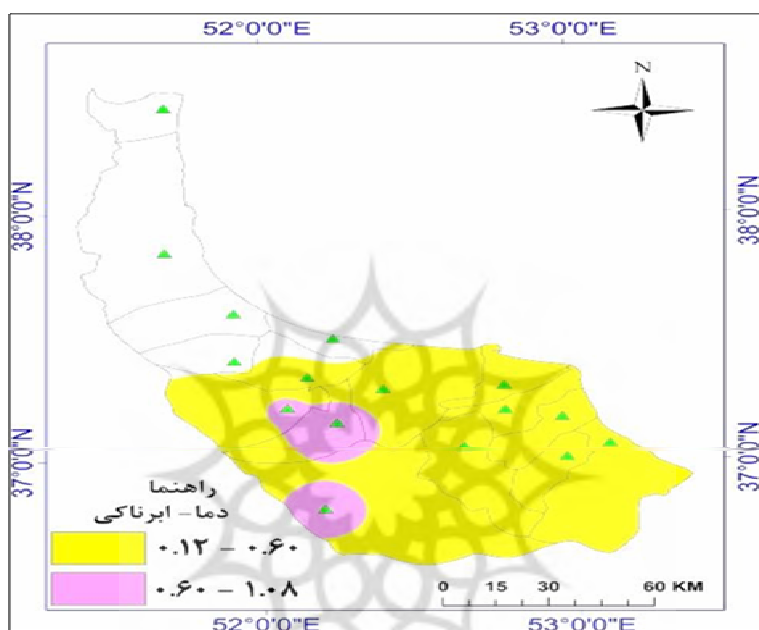 52°0'0"E 53°0'0"E
N
38°0'0"N 38°0'0"N
37°0'0"N 37°0'0"N
راهنما
دما - ابرناکی
۰.۱۲ - ۰.۶۰
۰.۶۰ - ۱.۰۸
0 15 30 60 KM
52°0'0"E 53°0'0"E